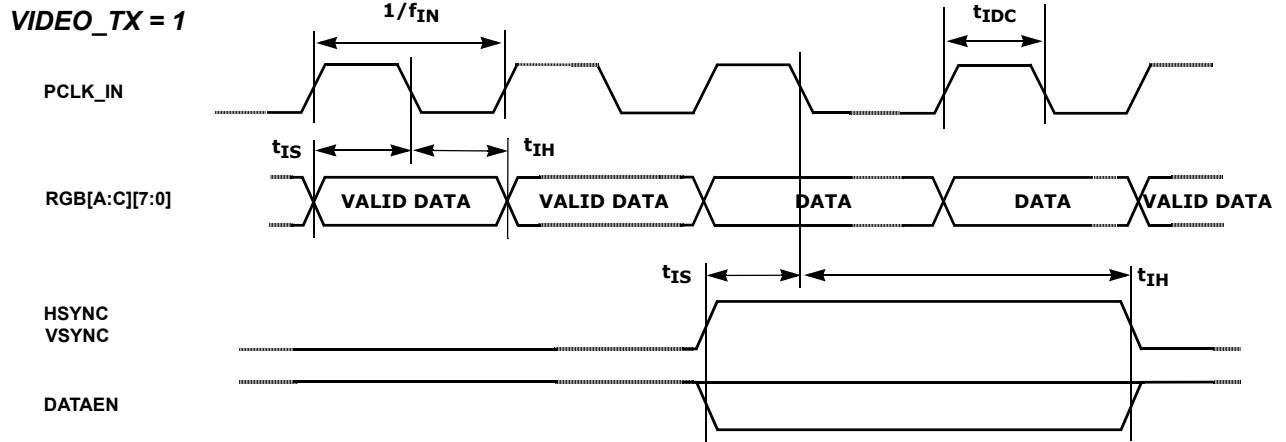 VIDEO_TX = 1
1/fIN
tIDC
PCLK_IN
tIS
tIH
RGB[A:C][7:0]
VALID DATA
VALID DATA
DATA
DATA
VALID DATA
tIS
tIH
HSYNC
VSYNC
DATAEN